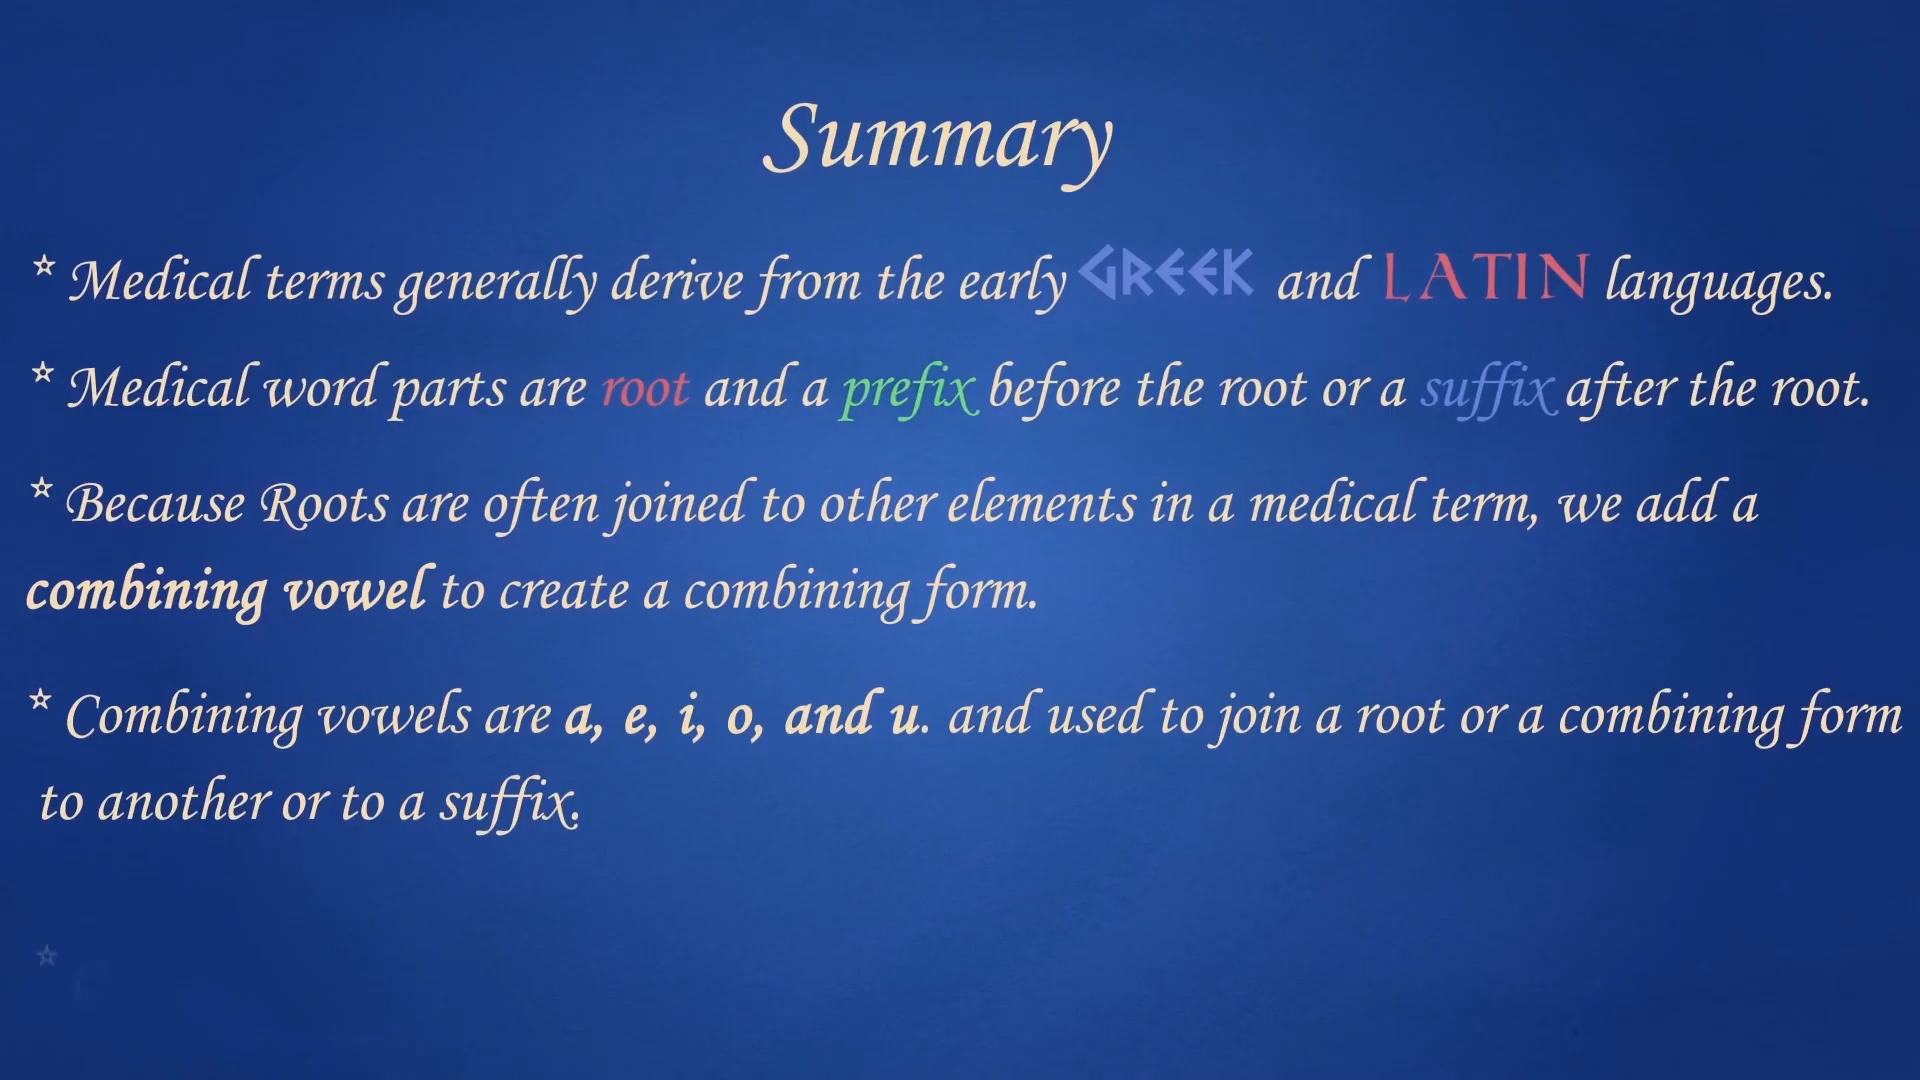 Summary
* Medical terms generally derive from the early GREEK and LATIN languages.
* Medical word parts are root and a prefix before the root or a suffix after the root.
* Because Roots are often joined to other elements in a medical term, we add a
combining vowel to create a combining form.
* Combining vowels are a, e, i, o, and u. and used to join a root or a combining form
to another or to a suffix.
*